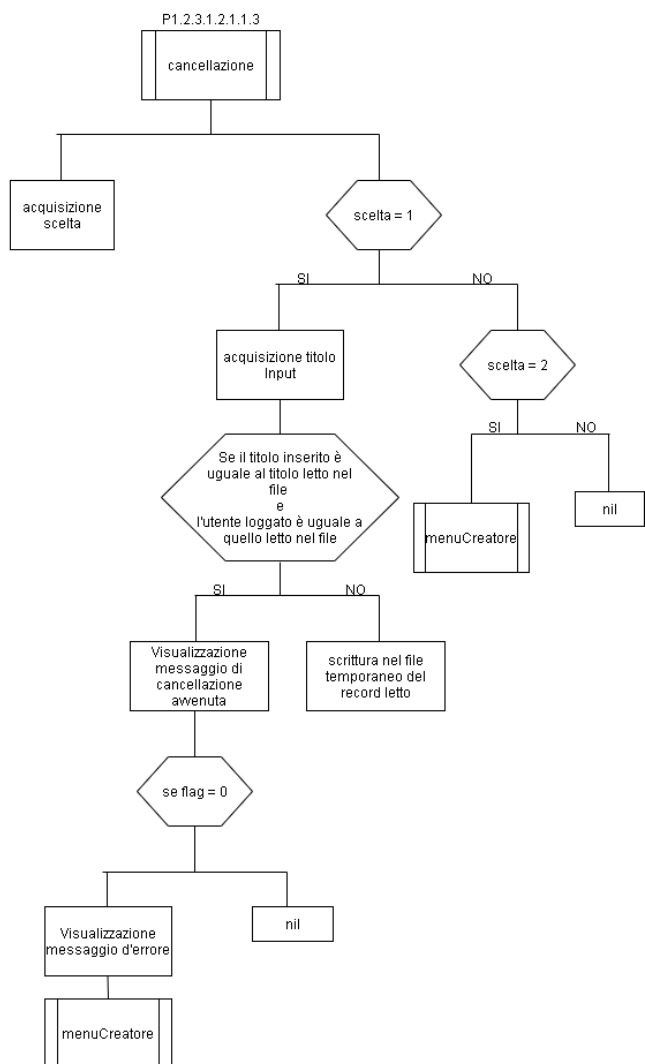 P1.2.3.1.2.1.1.3
cancellazione
acquisizione
scelta
scelta = 1
SI
NO
acquisizione titolo
Input
scelta = 2
SI
NO
Se il titolo inserito è
uguale al titolo letto nel
file
e
l'utente loggato è uguale a
quello letto nel file
menuCreatore
nil
SI
NO
Visualizzazione
messaggio di
cancellazione
avvenuta
scrittura nel file
temporaneo del
record letto
se flag = 0
Visualizzazione
messaggio d'errore
nil
menuCreatore